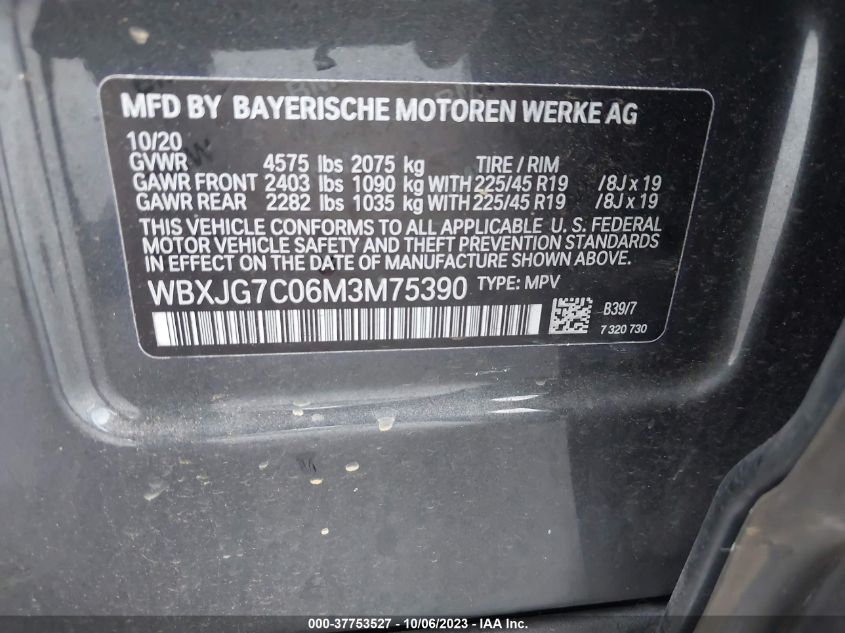 MFD BY BAYERISCHE MOTOREN WERKE AG
10/20
GVWR 4575 lbs 2075 kg TIRE / RIM
GAWR FRONT 2403 lbs 1090 kg WITH 225/45 R19 /8J x 19
GAWR REAR 2282 lbs 1035 kg WITH 225/45 R19 /8J x 19
THIS VEHICLE CONFORMS TO ALL APPLICABLE U. S. FEDERAL
MOTOR VEHICLE SAFETY AND THEFT PREVENTION STANDARDS
IN EFFECT ON THE DATE OF MANUFACTURE SHOWN ABOVE.
WBXJG7C06M3M75390 TYPE: MPV
B39/7
7 320 730
000-37753527 - 10/06/2023 - IAA Inc.